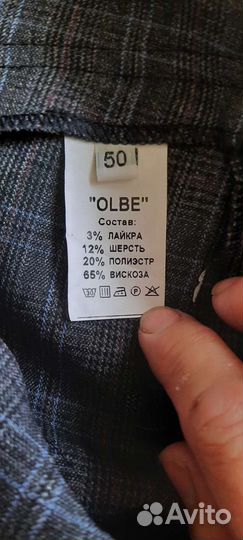 50
"OLBE"
Состав:
3% ЛАЙКРА
12% ШЕРСТЬ
20% ПОЛИЭСТР
65% ВИСКОЗА
Avito